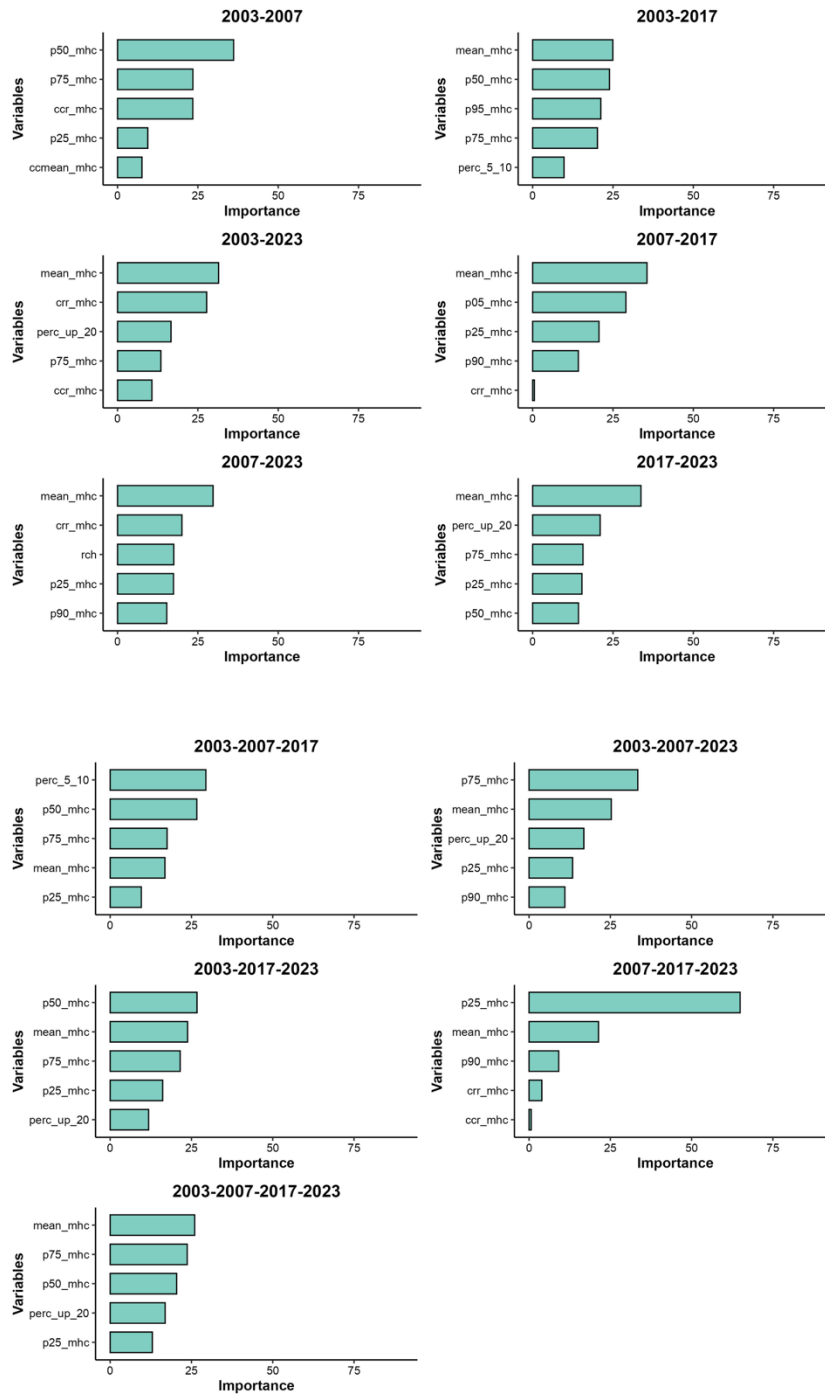 2003-2007
Variables
p50_mhc
p75_mhc
ccr_mhc
p25_mhc
ccmean_mhc
0 25 50 75
Importance
2003-2017
Variables
mean_mhc
p50_mhc
p95_mhc
p75_mhc
perc_5_10
0 25 50 75
Importance
2003-2023
Variables
mean_mhc
crr_mhc
perc_up_20
p75_mhc
ccr_mhc
0 25 50 75
Importance
2007-2017
Variables
mean_mhc
p05_mhc
p25_mhc
p90_mhc
crr_mhc
0 25 50 75
Importance
2007-2023
Variables
mean_mhc
crr_mhc
rch
p25_mhc
p90_mhc
0 25 50 75
Importance
2017-2023
Variables
mean_mhc
perc_up_20
p75_mhc
p25_mhc
p50_mhc
0 25 50 75
Importance
2003-2007-2017
Variables
perc_5_10
p50_mhc
p75_mhc
mean_mhc
p25_mhc
0 25 50 75
Importance
2003-2007-2023
Variables
p75_mhc
mean_mhc
perc_up_20
p25_mhc
p90_mhc
0 25 50 75
Importance
2003-2017-2023
Variables
p50_mhc
mean_mhc
p75_mhc
p25_mhc
perc_up_20
0 25 50 75
Importance
2007-2017-2023
Variables
p25_mhc
mean_mhc
p90_mhc
crr_mhc
ccr_mhc
0 25 50 75
Importance
2003-2007-2017-2023
Variables
mean_mhc
p75_mhc
p50_mhc
perc_up_20
p25_mhc
0 25 50 75
Importance